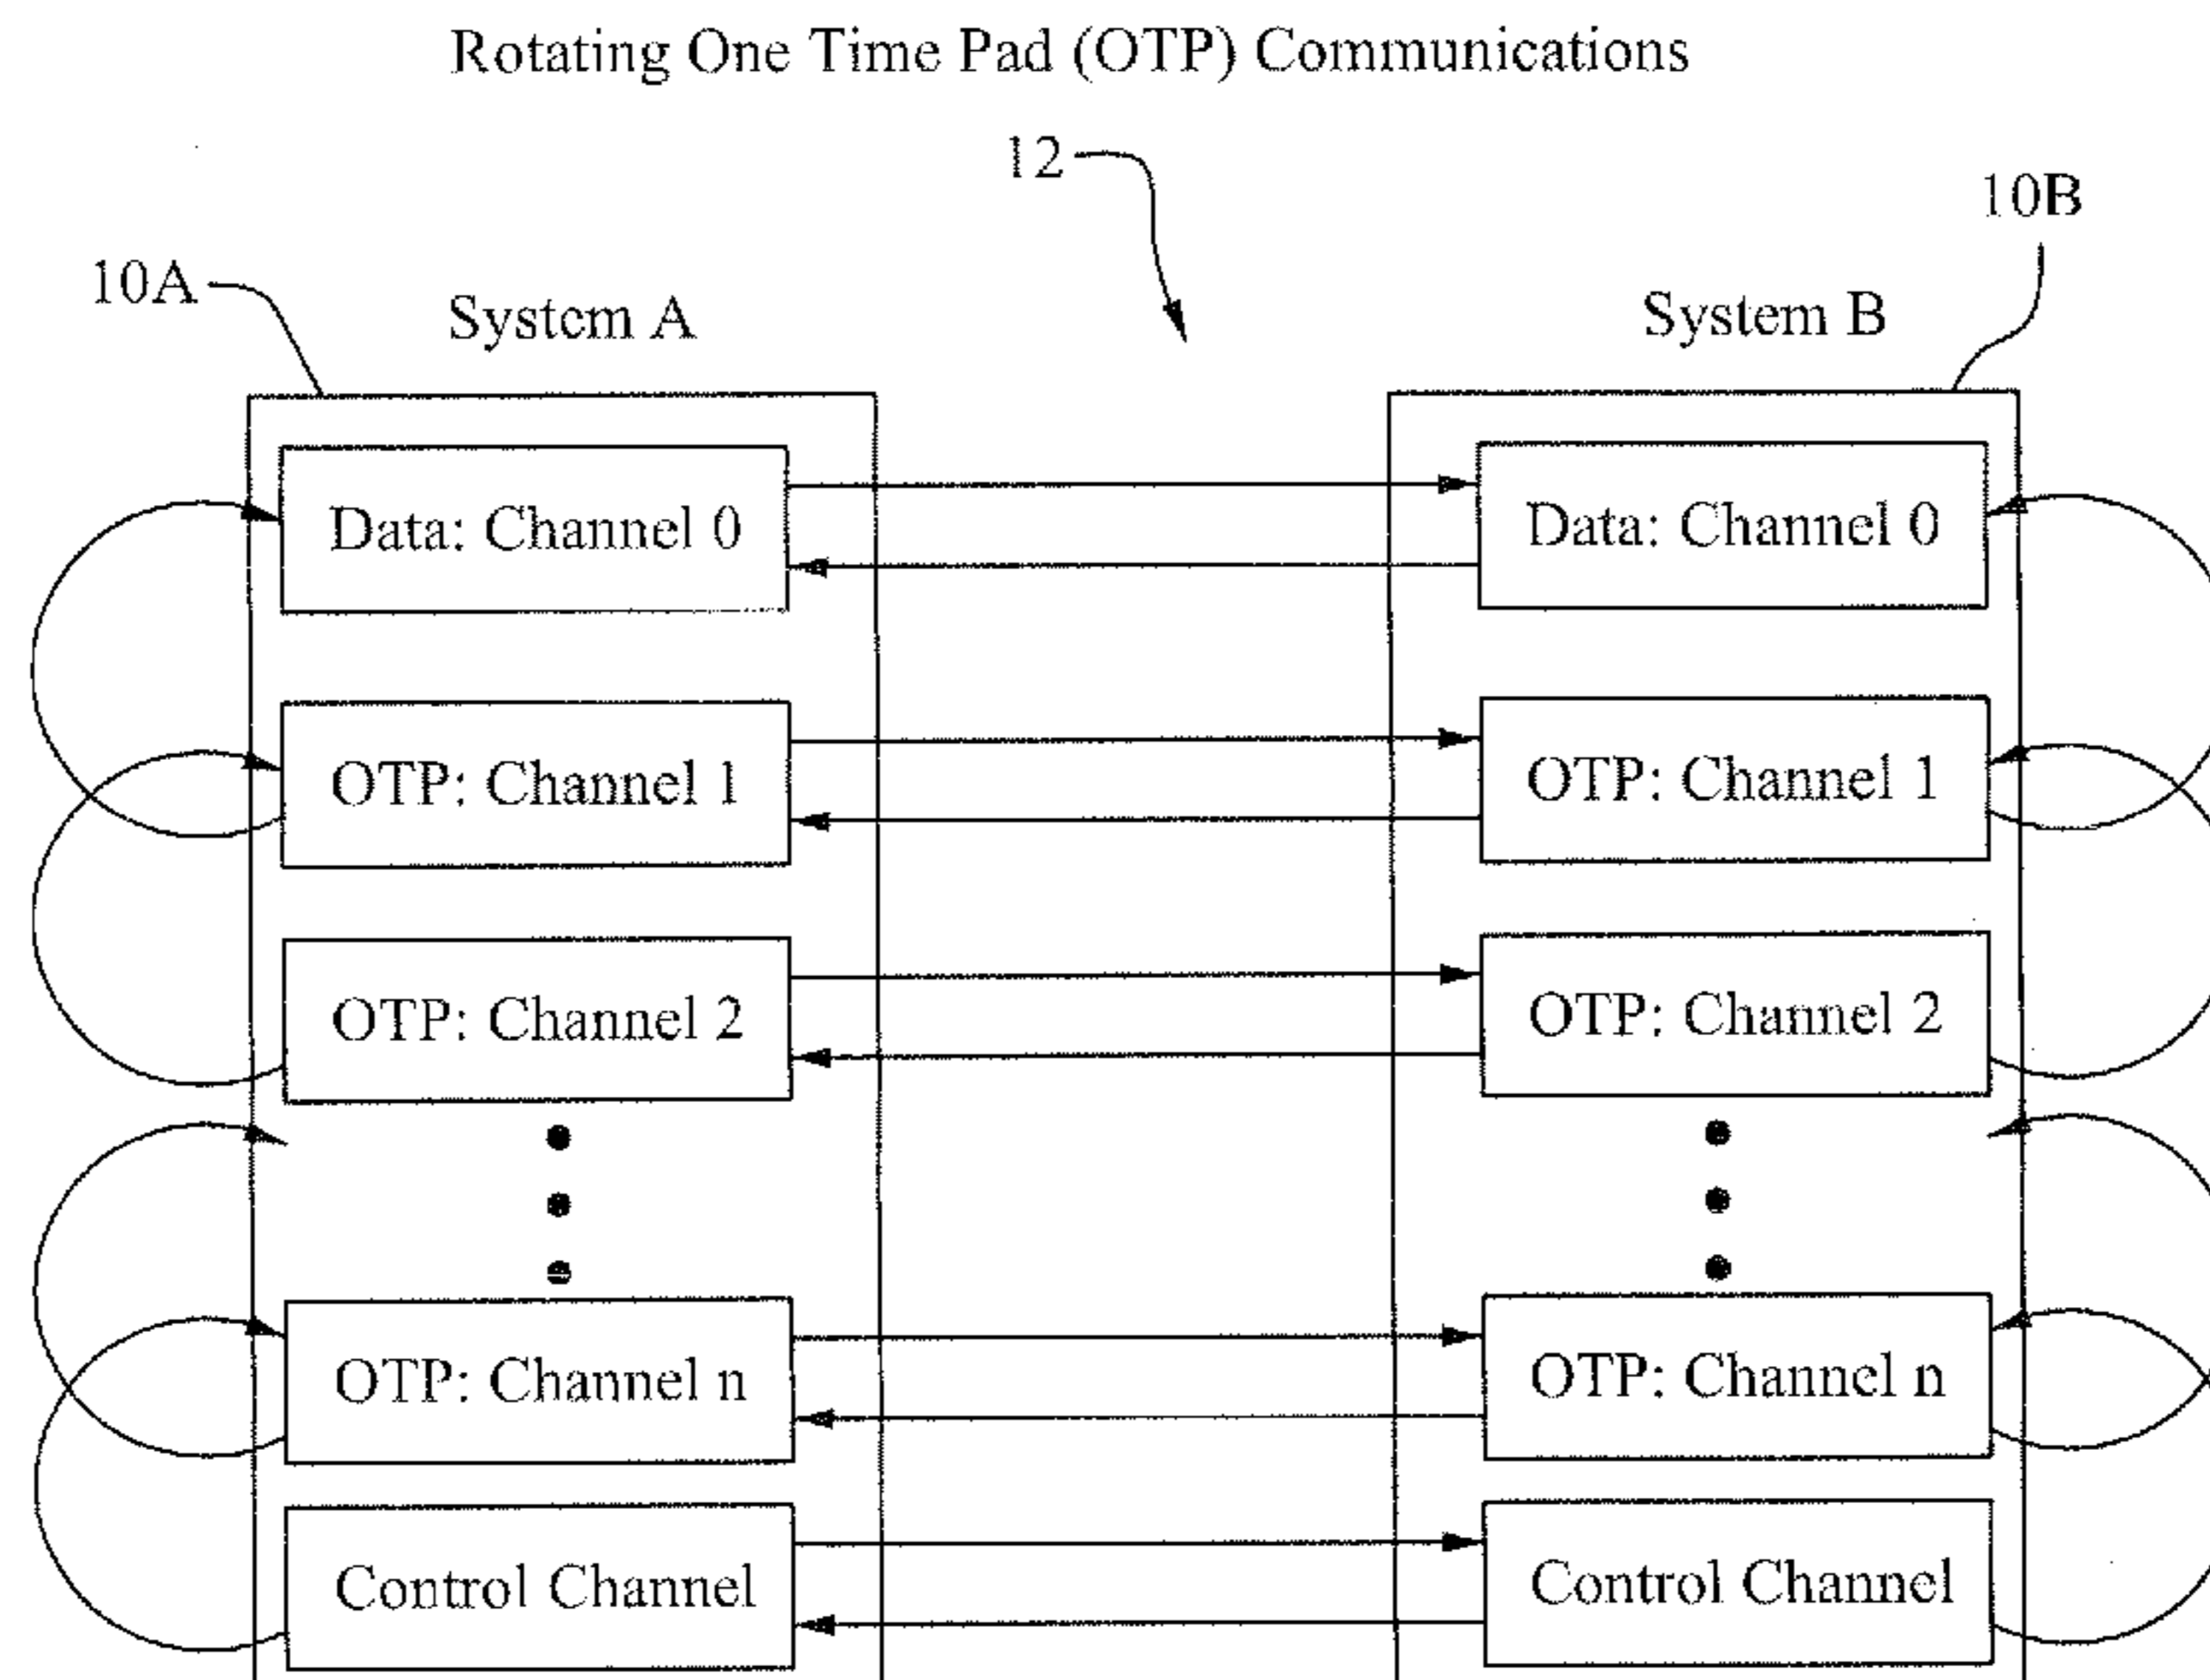 Rotating One Time Pad (OTP) Communications
12
10B
10A
System A
System B
Data: Channel 0
Data: Channel 0
OTP: Channel 1
OTP: Channel 1
OTP: Channel 2
OTP: Channel 2
OTP: Channel n
OTP: Channel n
Control Channel
Control Channel